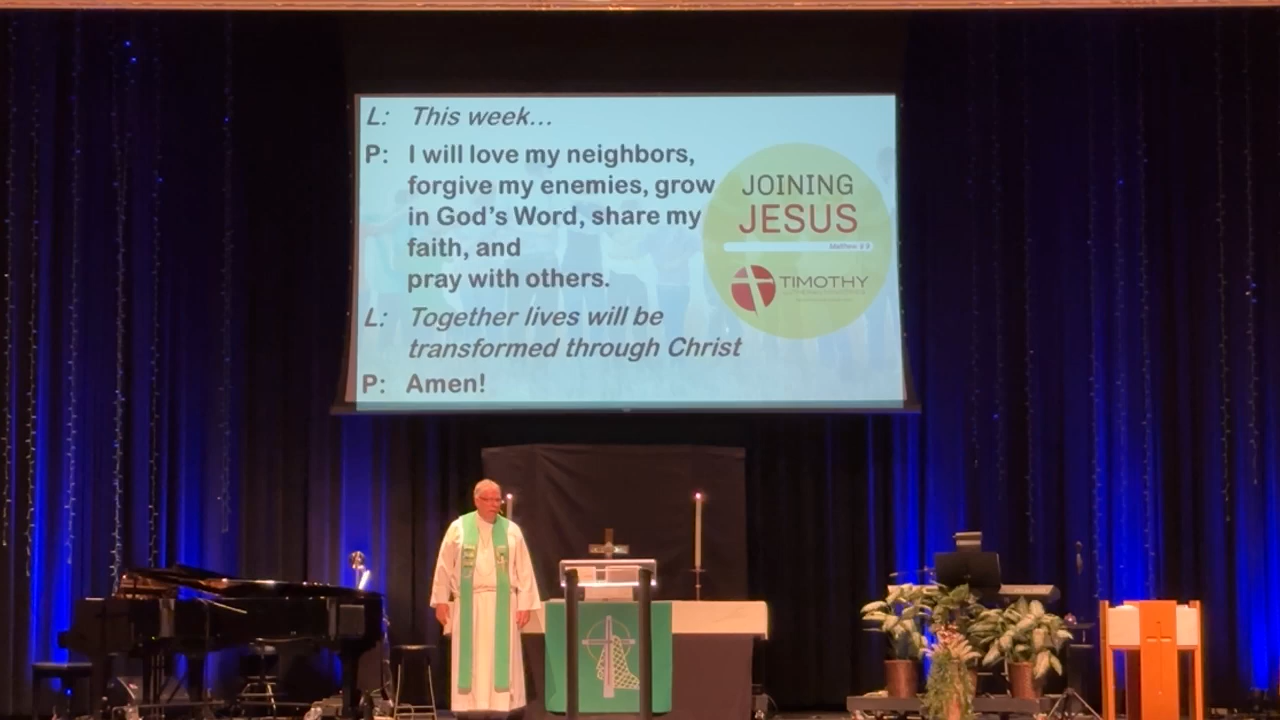 L: This week...
P: I will love my neighbors,
forgive my enemies, grow
in God's Word, share my
faith, and
pray with others.
L: Together lives will be
transformed through Christ
P: Amen!
JOINING
JESUS
TIMOTHY